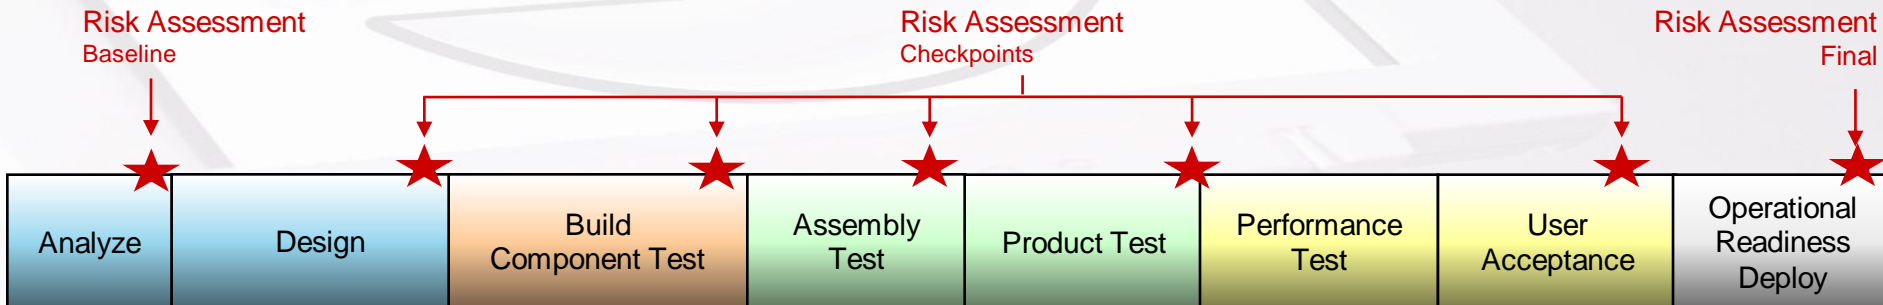 Risk Assessment
Baseline
Risk Assessment
Checkpoints
Risk Assessment
Final
Analyze
Design
Build
Component Test
Assembly
Test
Product Test
Performance
Test
User
Acceptance
Operational
Readiness
Deploy